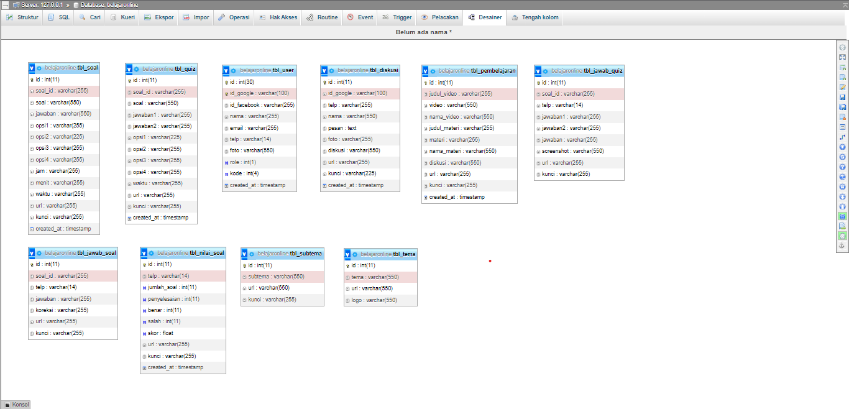 Server: 127.0.0.1 » Database: belajaronline
Struktur SQL Cari Kueri Ekspor Impor Operasi Hak Akses Routine Event Trigger Pelacakan Desainer Tengah kolom
Belum ada nama *
belajaronline tbl_soal
id : int(11)
soal_id : varchar(255)
soal : varchar(550)
jawaban : varchar(550)
opsi1 : varchar(255)
opsi2 : varchar(225)
opsi3 : varchar(255)
opsi4 : varchar(255)
jam : varchar(255)
menit : varchar(255)
waktu : varchar(255)
url : varchar(255)
kunci : varchar(255)
created_at : timestamp
belajaronline tbl_quiz
id : int(11)
soal_id : varchar(255)
soal : varchar(550)
jawaban1 : varchar(255)
jawaban2 : varchar(255)
opsi1 : varchar(255)
opsi2 : varchar(255)
opsi3 : varchar(255)
opsi4 : varchar(255)
waktu : varchar(255)
url : varchar(255)
kunci : varchar(255)
created_at : timestamp
belajaronline tbl_user
id : int(30)
id_google : varchar(100)
id_facebook : varchar(255)
nama : varchar(255)
email : varchar(255)
telp : varchar(14)
foto : varchar(550)
role : int(1)
kode : int(4)
created_at : timestamp
belajaronline tbl_diskusi
id : int(11)
id_google : varchar(100)
telp : varchar(255)
nama : varchar(550)
pesan : text
foto : varchar(255)
diskusi : varchar(550)
url : varchar(255)
kunci : varchar(225)
created_at : timestamp
belajaronline tbl_pembelajaran
id : int(11)
judul_video : varchar(255)
video : varchar(550)
nama_video : varchar(550)
judul_materi : varchar(255)
materi : varchar(255)
nama_materi : varchar(550)
diskusi : varchar(550)
url : varchar(255)
kunci : varchar(255)
created_at : timestamp
belajaronline tbl_jawab_quiz
id : int(11)
soal_id : varchar(255)
telp : varchar(14)
jawaban1 : varchar(255)
jawaban2 : varchar(255)
jawaban : varchar(255)
screenshot : varchar(550)
url : varchar(255)
kunci : varchar(255)
belajaronline tbl_jawab_soal
id : int(11)
soal_id : varchar(255)
telp : varchar(14)
jawaban : varchar(255)
koreksi : varchar(255)
url : varchar(255)
kunci : varchar(255)
belajaronline tbl_nilai_soal
id : int(11)
telp : varchar(14)
jumlah_soal : int(11)
penyelesaian : int(11)
benar : int(11)
salah : int(11)
skor : float
url : varchar(255)
kunci : varchar(255)
created_at : timestamp
belajaronline tbl_subtema
id : int(11)
subtema : varchar(550)
url : varchar(550)
kunci : varchar(255)
belajaronline tbl_tema
id : int(11)
tema : varchar(550)
url : varchar(550)
logo : varchar(550)
Konsol